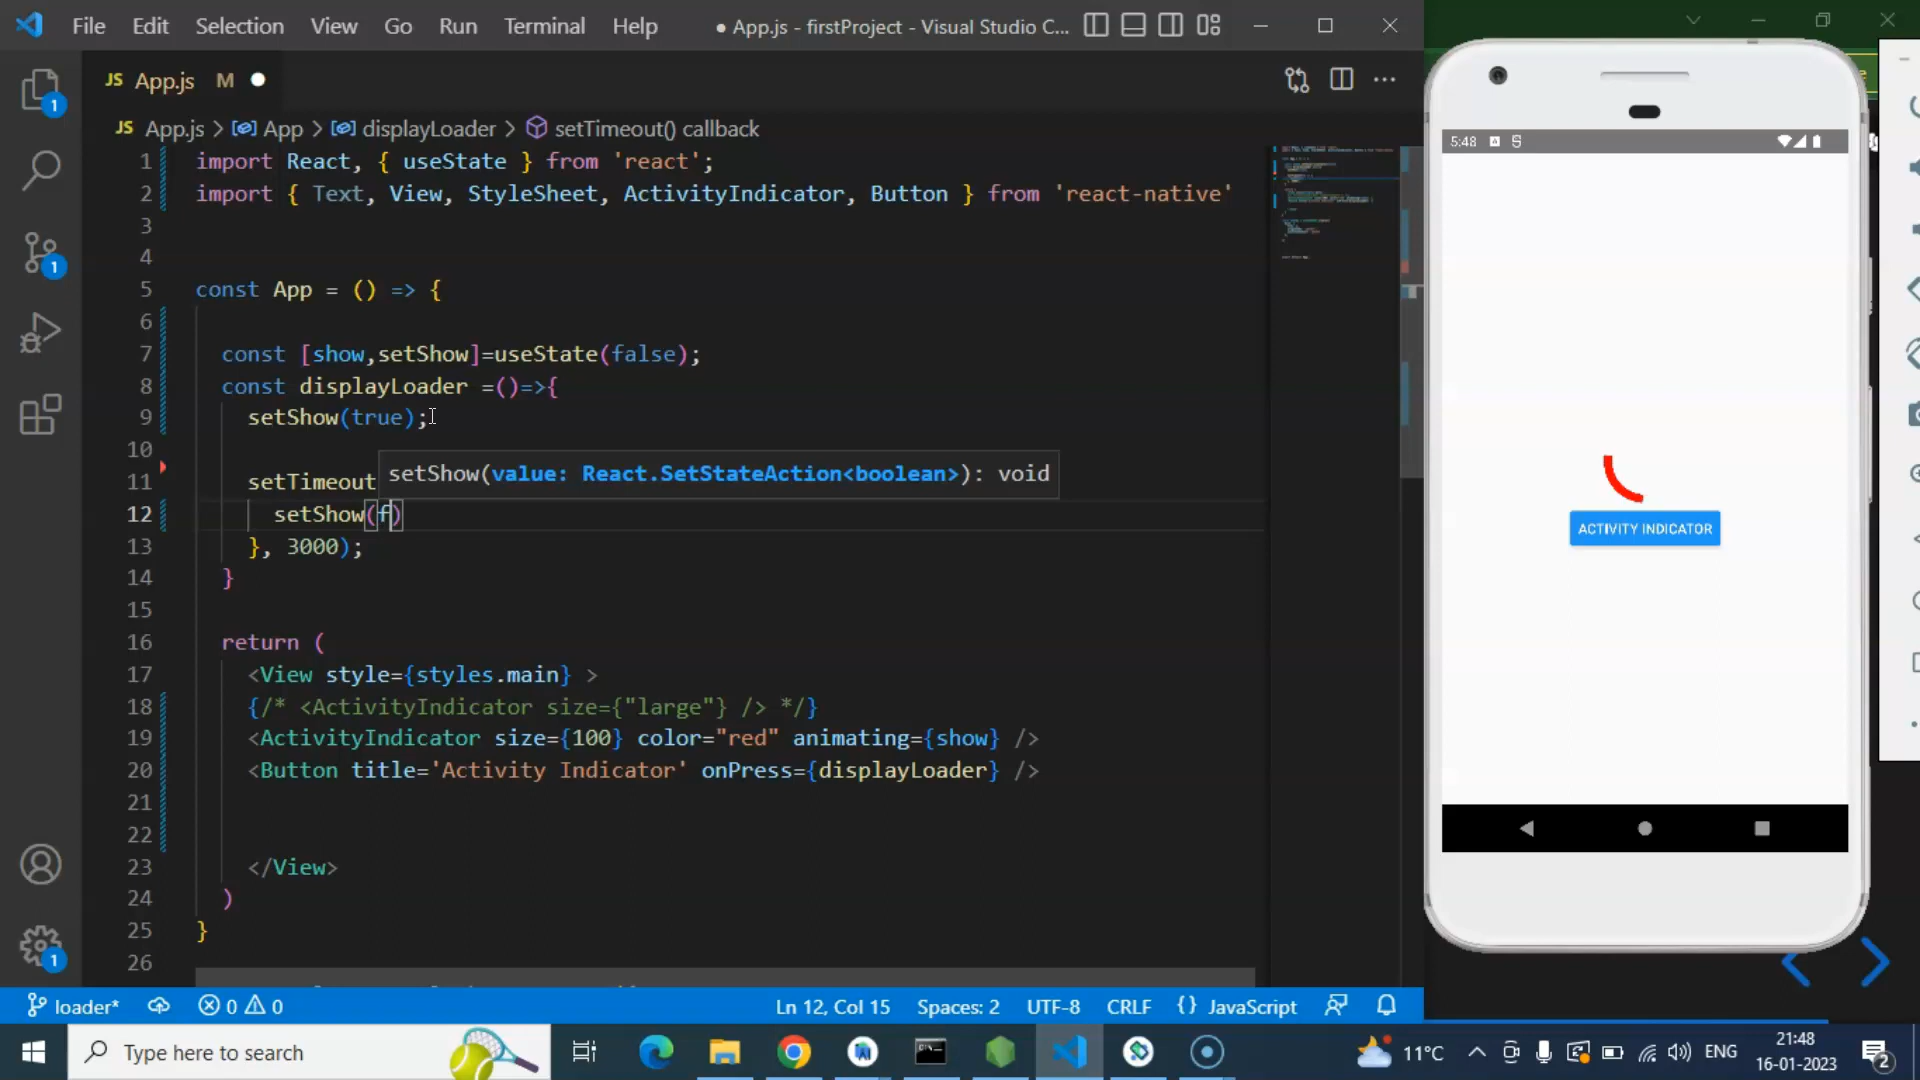 File Edit Selection View Go Run Terminal Help ● App.js - firstProject - Visual Studio C...
JS App.js M ●
JS App.js > App > displayLoader > setTimeout() callback
1 import React, { useState } from 'react';
2 import { Text, View, StyleSheet, ActivityIndicator, Button } from 'react-native'
3
4
5 const App = () => {
6
7 const [show,setShow]=useState(false);
8 const displayLoader =()=>{
9 setShow(true);
10
setShow(value: React.SetStateAction<boolean>): void
11 setTimeout
12 setShow(f)
13 }, 3000);
14 }
15
16 return (
17 <View style={styles.main} >
18 {/* <ActivityIndicator size={"large"} /> */}
19 <ActivityIndicator size={100} color="red" animating={show} />
20 <Button title='Activity Indicator' onPress={displayLoader} />
21
22
23 </View>
24 )
25 }
26
1
1
1
5:48
ACTIVITY INDICATOR
loader* 0 0 Ln 12, Col 15 Spaces: 2 UTF-8 CRLF {} JavaScript
Type here to search
11°C ENG 21:48
16-01-2023
2